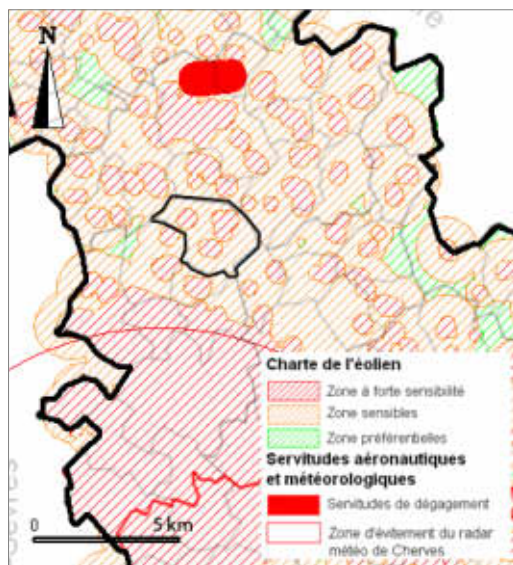 N
Charte de l'éolien
Zone à forte sensibilité
Zone sensibles
Zone préférentielles
Servitudes aéronautiques
et météorologiques
Servitudes de dégagement
Zone d'évitement du radar
météo de Cherves
0 5 km